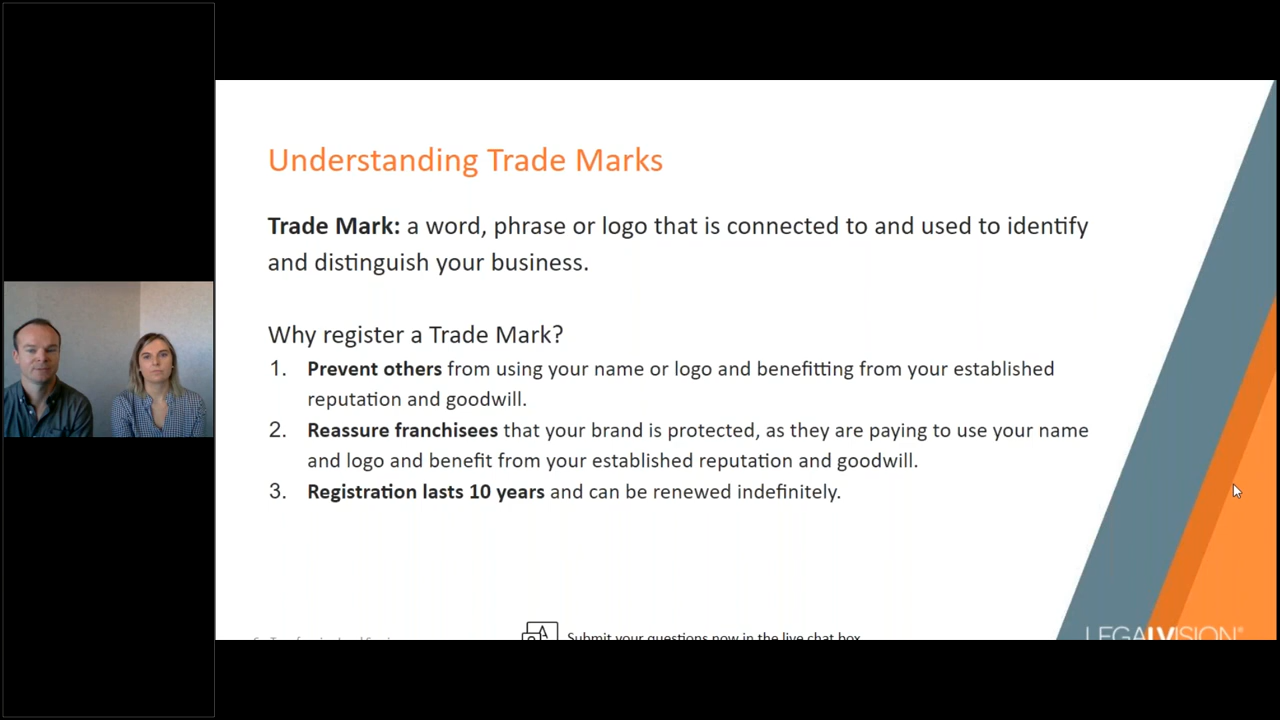 Understanding Trade Marks
Trade Mark: a word, phrase or logo that is connected to and used to identify
and distinguish your business.
Why register a Trade Mark?
1. Prevent others from using your name or logo and benefitting from your established
reputation and goodwill.
2. Reassure franchisees that your brand is protected, as they are paying to use your name
and logo and benefit from your established reputation and goodwill.
3. Registration lasts 10 years and can be renewed indefinitely.
Submit your questions now in the live chat box
LEGALVISION®